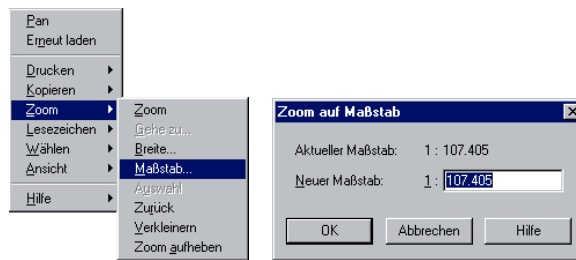 Pan
Erneut laden
Drucken
Kopieren
Zoom
Lesezeichen
Wählen
Ansicht
Hilfe
Zoom
Gehe zu...
Breite...
Maßstab...
Auswahl
Zurück
Verkleinern
Zoom aufheben
Zoom auf Maßstab
Aktueller Maßstab: 1 : 107.405
Neuer Maßstab: 1 : 107.405
OK Abbrechen Hilfe